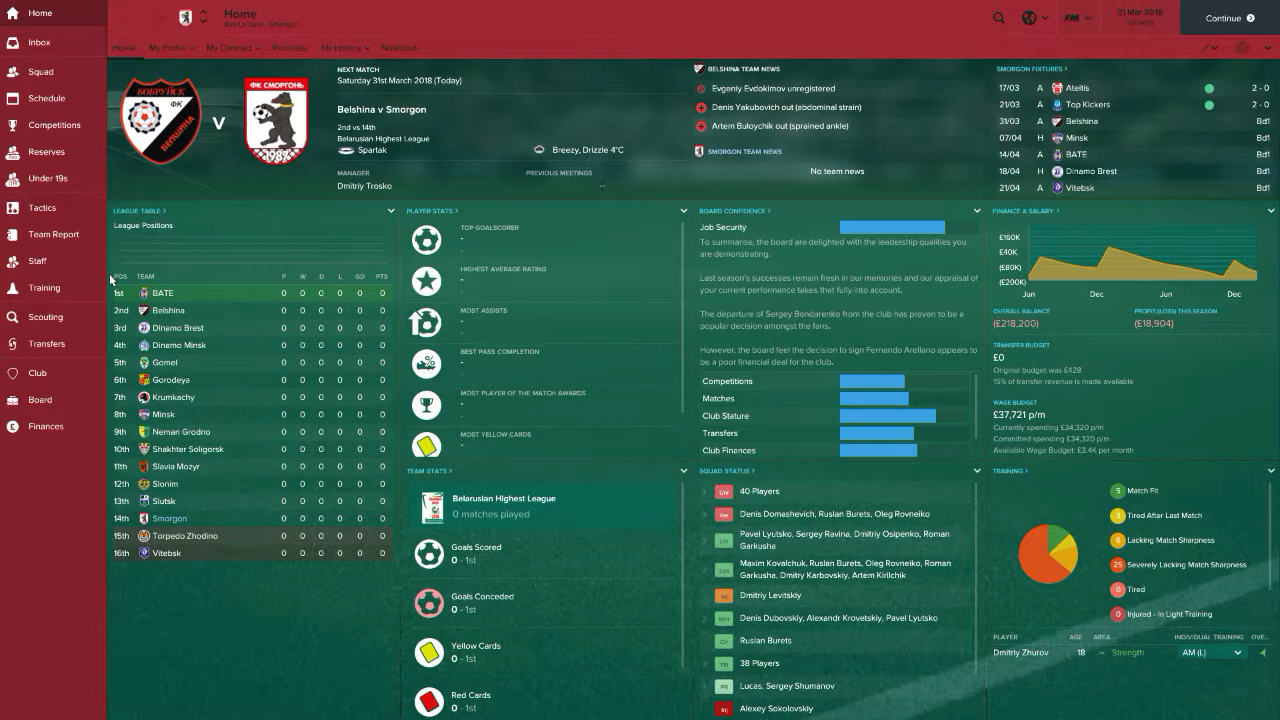 Home
Inbox
Squad
Schedule
Competitions
Reserves
Under 19s
Tactics
Team Report
Staff
Training
Scouting
Transfers
Club
Board
Finances
Home
Ben-Le Gein - Smorgon
FM
31 Mar 2018
Continue
Home My Profile My Contract Promises My History Notebook
БОБРУЙСК
ФК
БЕЛШИНА
V
ФК СМОРГОНЬ
1987
NEXT MATCH
Saturday 31st March 2018 (Today)
Belshina v Smorgon
2nd vs 14th
Belarusian Highest League
Spartak
Breezy, Drizzle 4°C
MANAGER
Dmitriy Trosko
PREVIOUS MEETINGS
--
BELSHINA TEAM NEWS
Evgeniy Evdokimov unregistered
Denis Yakubovich out (abdominal strain)
Artem Buloychik out (sprained ankle)
SMORGON TEAM NEWS
No team news
SMORGON FIXTURES
17/03 A Ateitis 2 - 0
21/03 A Top Kickers 2 - 0
31/03 A Belshina Bd1
07/04 H Minsk Bd1
14/04 A BATE Bd1
18/04 H Dinamo Brest Bd1
21/04 A Vitebsk Bd1
LEAGUE TABLE
League Positions
POS TEAM P W D L GD PTS
1st BATE 0 0 0 0 0 0
2nd Belshina 0 0 0 0 0 0
3rd Dinamo Brest 0 0 0 0 0 0
4th Dinamo Minsk 0 0 0 0 0 0
5th Gomel 0 0 0 0 0 0
6th Gorodeya 0 0 0 0 0 0
7th Krumkachy 0 0 0 0 0 0
8th Minsk 0 0 0 0 0 0
9th Neman Grodno 0 0 0 0 0 0
10th Shakhter Soligorsk 0 0 0 0 0 0
11th Slavia Mozyr 0 0 0 0 0 0
12th Slonim 0 0 0 0 0 0
13th Slutsk 0 0 0 0 0 0
14th Smorgon 0 0 0 0 0 0
15th Torpedo Zhodino 0 0 0 0 0 0
16th Vitebsk 0 0 0 0 0 0
PLAYER STATS
TOP GOALSCORER
-
-
HIGHEST AVERAGE RATING
-
-
MOST ASSISTS
-
-
BEST PASS COMPLETION
-
-
MOST PLAYER OF THE MATCH AWARDS
-
-
MOST YELLOW CARDS
-
TEAM STATS
Belarusian Highest League
0 matches played
Goals Scored
0 - 1st
Goals Conceded
0 - 1st
Yellow Cards
0 - 1st
Red Cards
0 - 1st
BOARD CONFIDENCE
Job Security
To summarise, the board are delighted with the leadership qualities you
are demonstrating.
Last season's successes remain fresh in our memories and our appraisal of
your current performance takes that fully into account.
The departure of Sergey Bondarenko from the club has proven to be a
popular decision amongst the fans.
However, the board feel the decision to sign Fernando Arellano appears to
be a poor financial deal for the club.
Competitions
Matches
Club Stature
Transfers
Club Finances
SQUAD STATUS
Unr 40 Players
Ine Denis Domashevich, Ruslan Burets, Oleg Rovneiko
Pavel Lyutsko, Sergey Ravina, Dmitriy Osipenko, Roman
Garkusha
Maxim Kovalchuk, Ruslan Burets, Oleg Rovneiko, Roman
Garkusha, Dmitry Karbovskiy, Artem Kirilchik
Inj Dmitriy Levitskiy
Wnt Denis Dubovskiy, Alexandr Krovetskiy, Pavel Lyutsko
Ruslan Burets
Yth 38 Players
PR Lucas, Sergey Shumanov
Inj Alexey Sokolovskiy
FINANCE & SALARY
£160K
£40K
(£80K)
(£200K)
Jun Dec Jun Dec
OVERALL BALANCE
(£218,200)
PROFIT/(LOSS) THIS SEASON
(£18,904)
TRANSFER BUDGET
£0
Original budget was £428
15% of transfer revenue is made available
WAGE BUDGET
£37,721 p/m
Currently spending £34,320 p/m
Committed spending £34,320 p/m
Available Wage Budget: £3.4K per month
TRAINING
5 Match Fit
3 Tired After Last Match
6 Lacking Match Sharpness
25 Severely Lacking Match Sharpness
0 Tired
0 Injured - In Light Training
PLAYER AGE AREA INDIVIDUAL TRAINING OVE...
Dmitriy Zhurov 18 Strength AM (L)